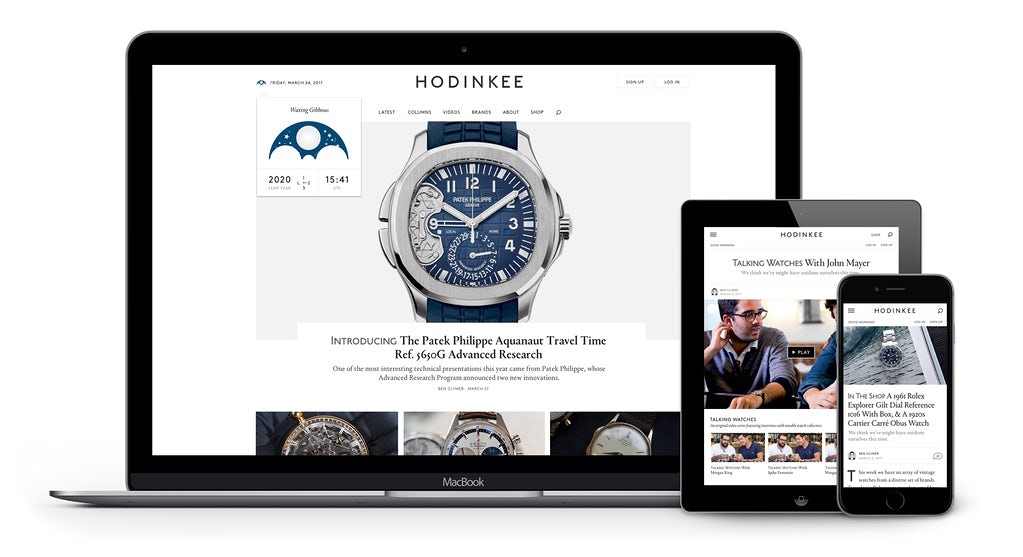 FRIDAY, MARCH 24, 2017
HODINKEE
SIGN UP
LOG IN
LATEST COLUMNS VIDEOS BRANDS ABOUT SHOP
Waxing Gibbous
2020
LEAP YEAR
L
1
2
3
15:41
UTC
12
1
2
3
4
PATEK PHILIPPE
GENEVE
LOCAL
HOME
INTRODUCING The Patek Philippe Aquanaut Travel Time
Ref. 5650G Advanced Research
One of the most interesting technical presentations this year came from Patek Philippe, whose
Advanced Research Program announced two new innovations.
BEN CLYMER • MARCH 27
MacBook
HODINKEE
SHOP
GOOD MORNING
LOG IN SIGN UP
TALKING WATCHES With John Mayer
We think we've might have outdone ourselves this time.
BEN CLYMER
PLAY
TALKING WATCHES
An original video series featuring interviews with notable watch collectors.
TALKING WATCHES With
Morgan King
TALKING WATCHES With
HODINKEE
GOOD MORNING
LOG IN SIGN UP
IN THE SHOP A 1961 Rolex
Explorer Gilt Dial Reference
1016 With Box, & A 1920s
Cartier Carré Obus Watch
We think we've might have outdone
ourselves this time.
BEN CLYMER
This week we have an array of vintage
watches from a diverse set of brands.